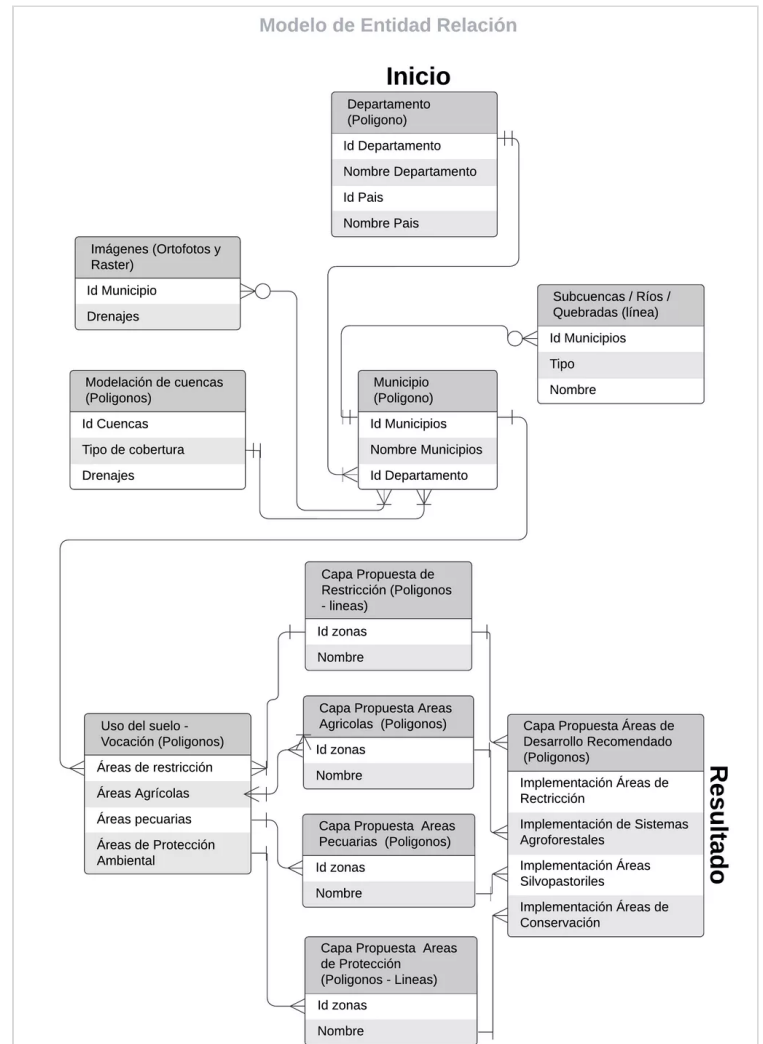 Modelo de Entidad Relación
Inicio
Departamento
(Poligono)
Id Departamento
Nombre Departamento
Id Pais
Nombre Pais
Imágenes (Ortofotos y
Raster)
Id Municipio
Drenajes
Subcuencas / Ríos /
Quebradas (línea)
Id Municipios
Tipo
Nombre
Modelación de cuencas
(Poligonos)
Id Cuencas
Tipo de cobertura
Drenajes
Municipio
(Poligono)
Id Municipios
Nombre Municipios
Id Departamento
Capa Propuesta de
Restricción (Poligonos
- lineas)
Id zonas
Nombre
Uso del suelo -
Vocación (Poligonos)
Áreas de restricción
Áreas Agrícolas
Áreas pecuarias
Áreas de Protección
Ambiental
Capa Propuesta Areas
Agricolas (Poligonos)
Id zonas
Nombre
Capa Propuesta Areas
Pecuarias (Poligonos)
Id zonas
Nombre
Capa Propuesta Areas
de Protección
(Poligonos - Lineas)
Id zonas
Nombre
Capa Propuesta Áreas de
Desarrollo Recomendado
(Poligonos)
Implementación Áreas de
Rectricción
Implementación de Sistemas
Agroforestales
Implementación Áreas
Silvopastoriles
Implementación Áreas de
Conservación
Resultado